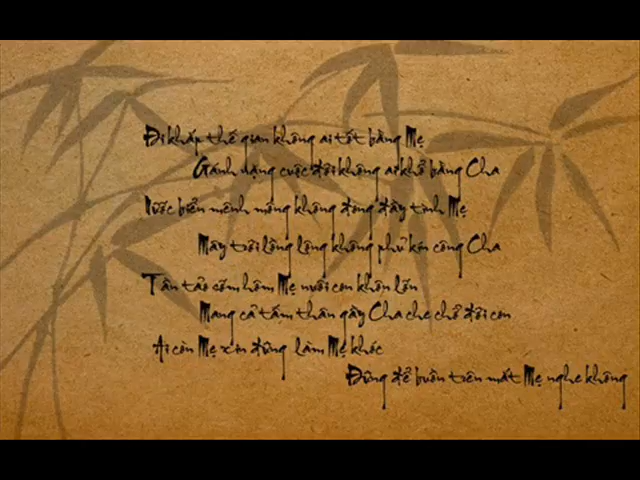 Đi khắp thế gian không ai tốt bằng Mẹ
Gánh nặng cuộc đời không ai khổ bằng Cha
Nước biển mênh mông không đong đầy tình Mẹ
Mây trời lồng lộng không phủ kín công Cha
Tần tảo sớm hôm Mẹ nuôi con khôn lớn
Mang cả tấm thân gầy Cha che chở đời con
Ai còn Mẹ xin đừng làm Mẹ khóc
Đừng để buồn trên mắt Mẹ nghe không